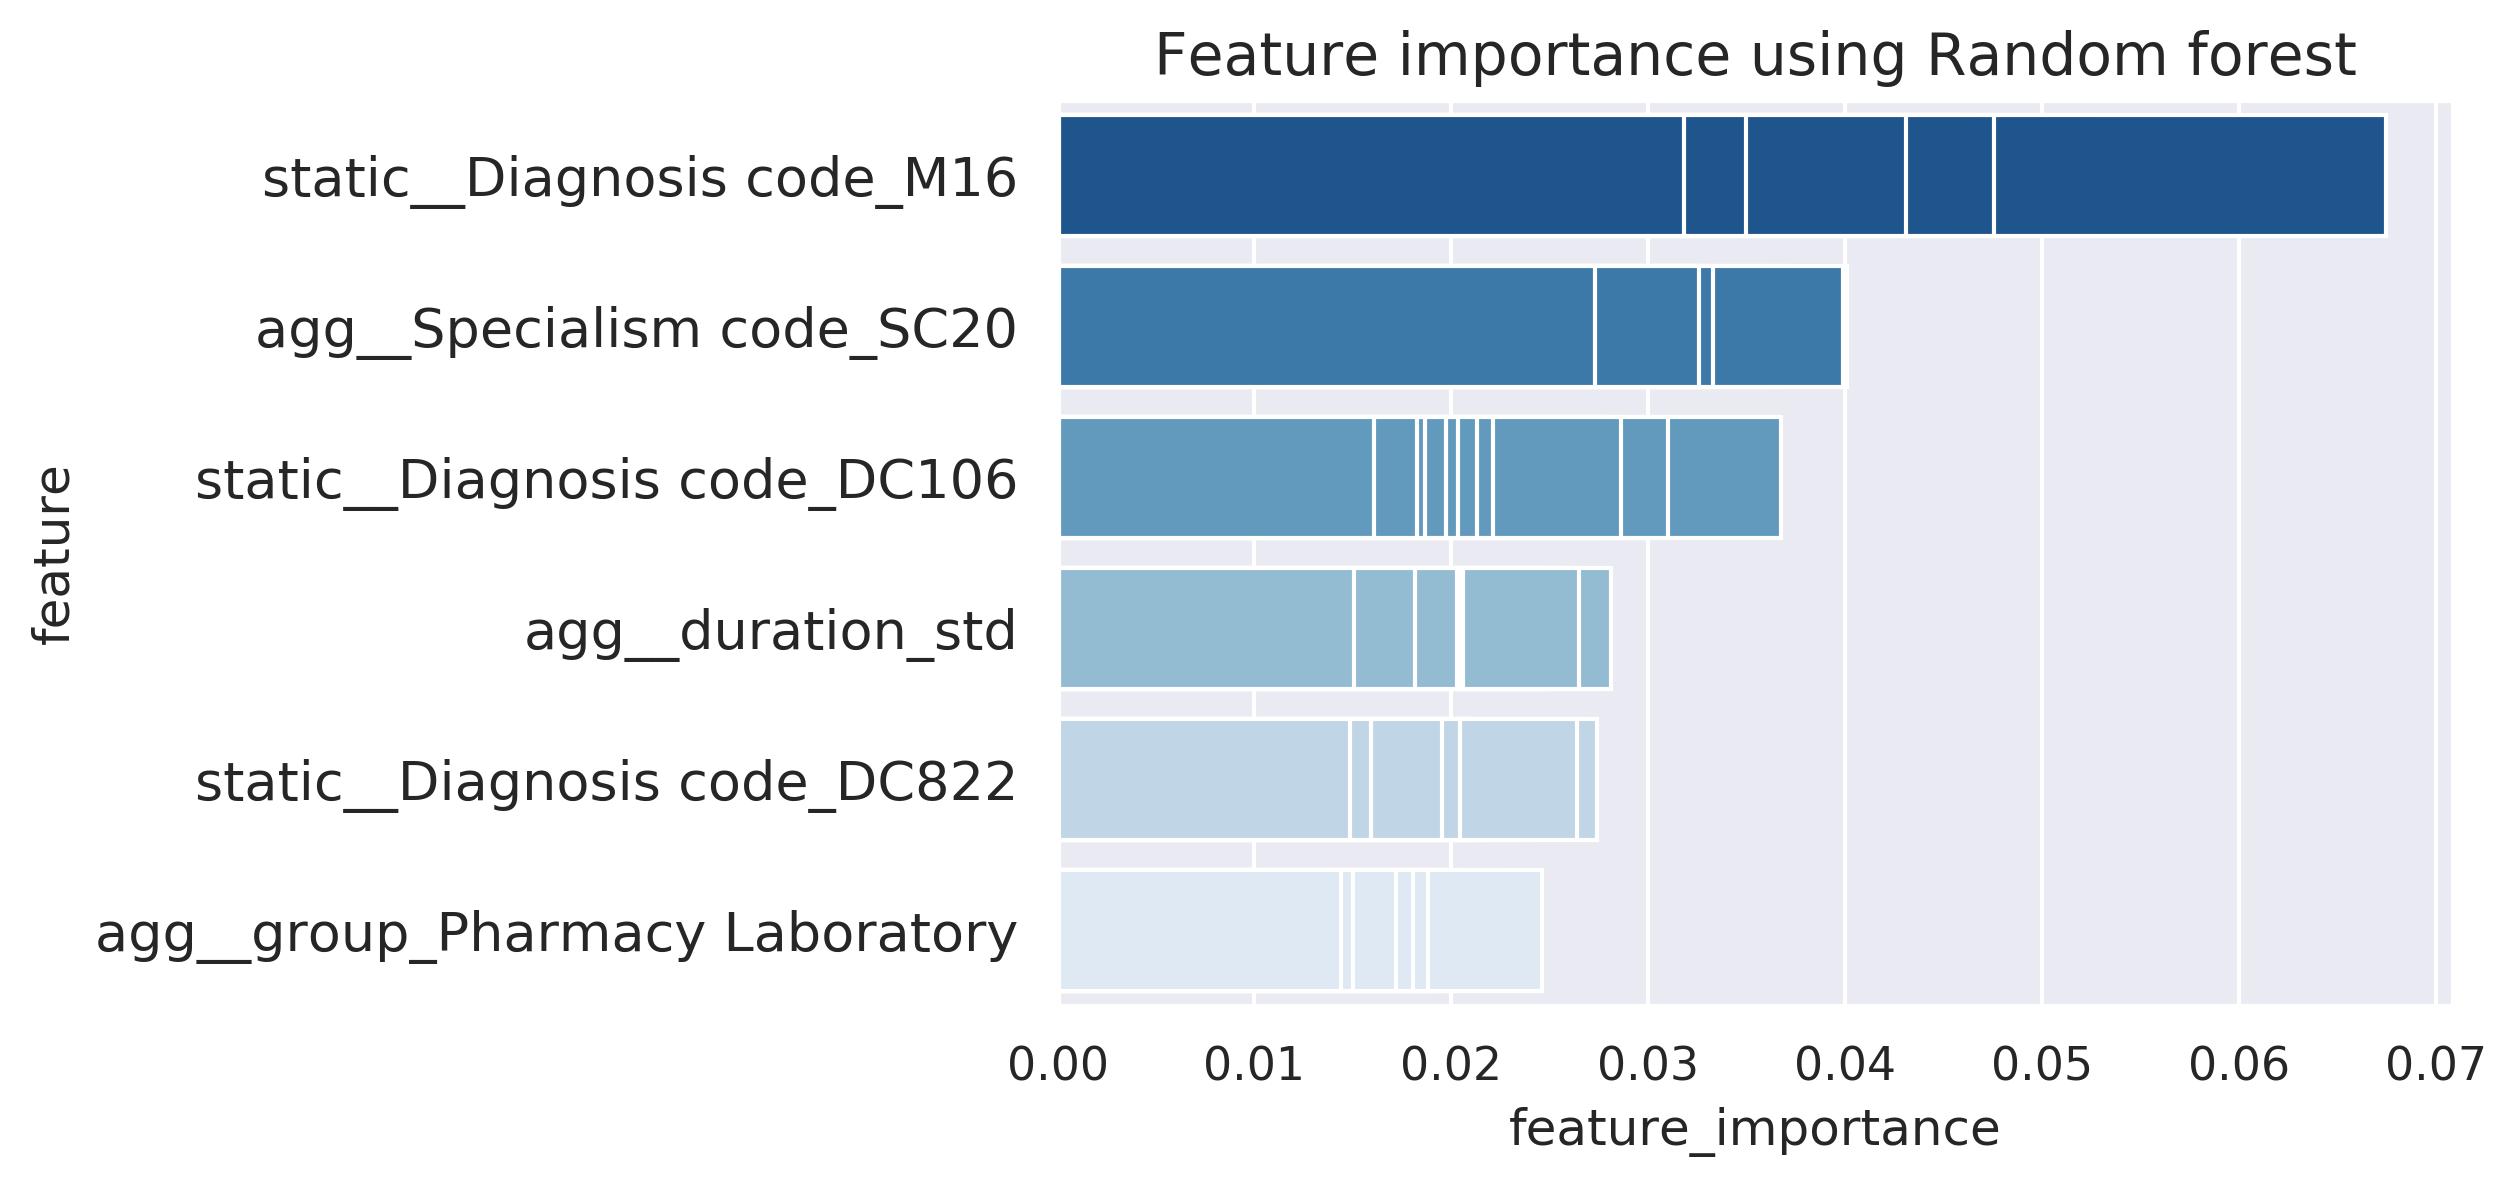 Feature importance using Random forest
static__Diagnosis code_M16
agg__Specialism code_SC20
static__Diagnosis code_DC106
agg__duration_std
static__Diagnosis code_DC822
agg__group_Pharmacy Laboratory
feature
0.00 0.01 0.02 0.03 0.04 0.05 0.06 0.07
feature_importance